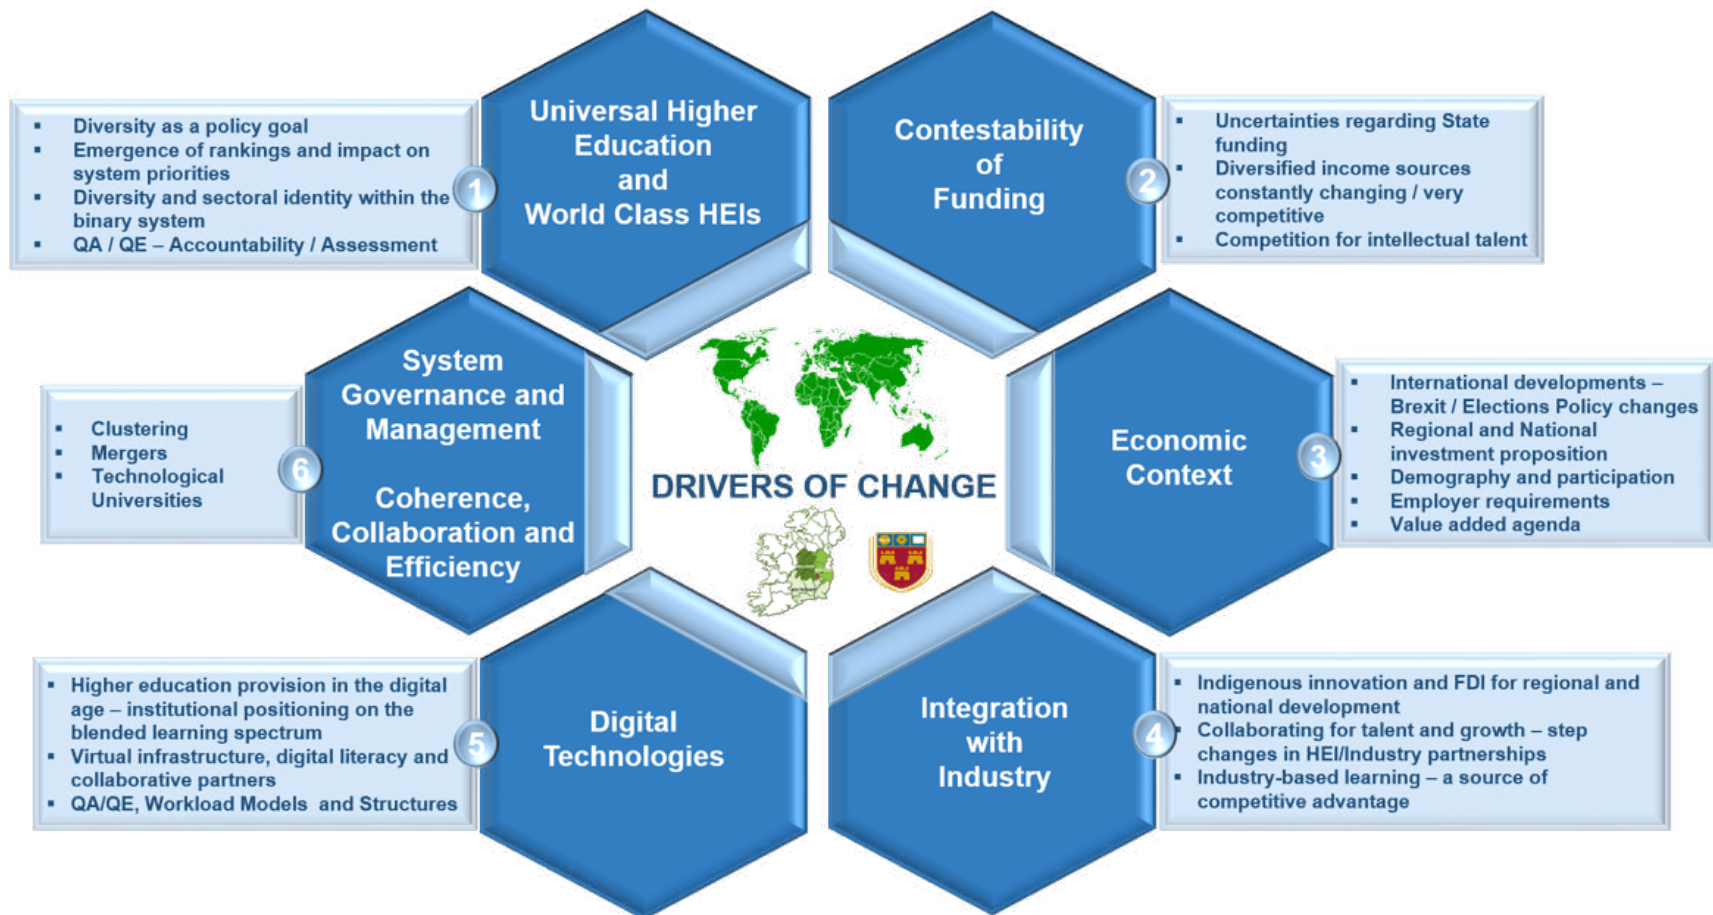 Universal Higher
Education
and
World Class HEIs
1
▪ Diversity as a policy goal
▪ Emergence of rankings and impact on
system priorities
▪ Diversity and sectoral identity within the
binary system
▪ QA / QE – Accountability / Assessment
Contestability
of
Funding
2
▪ Uncertainties regarding State
funding
▪ Diversified income sources
constantly changing / very
competitive
▪ Competition for intellectual talent
Economic
Context
3
▪ International developments –
Brexit / Elections Policy changes
▪ Regional and National
investment proposition
▪ Demography and participation
▪ Employer requirements
▪ Value added agenda
Integration
with
Industry
4
▪ Indigenous innovation and FDI for regional and
national development
▪ Collaborating for talent and growth – step
changes in HEI/Industry partnerships
▪ Industry-based learning – a source of
competitive advantage
Digital
Technologies
5
▪ Higher education provision in the digital
age – institutional positioning on the
blended learning spectrum
▪ Virtual infrastructure, digital literacy and
collaborative partners
▪ QA/QE, Workload Models and Structures
System
Governance and
Management
Coherence,
Collaboration and
Efficiency
6
▪ Clustering
▪ Mergers
▪ Technological
Universities
DRIVERS OF CHANGE